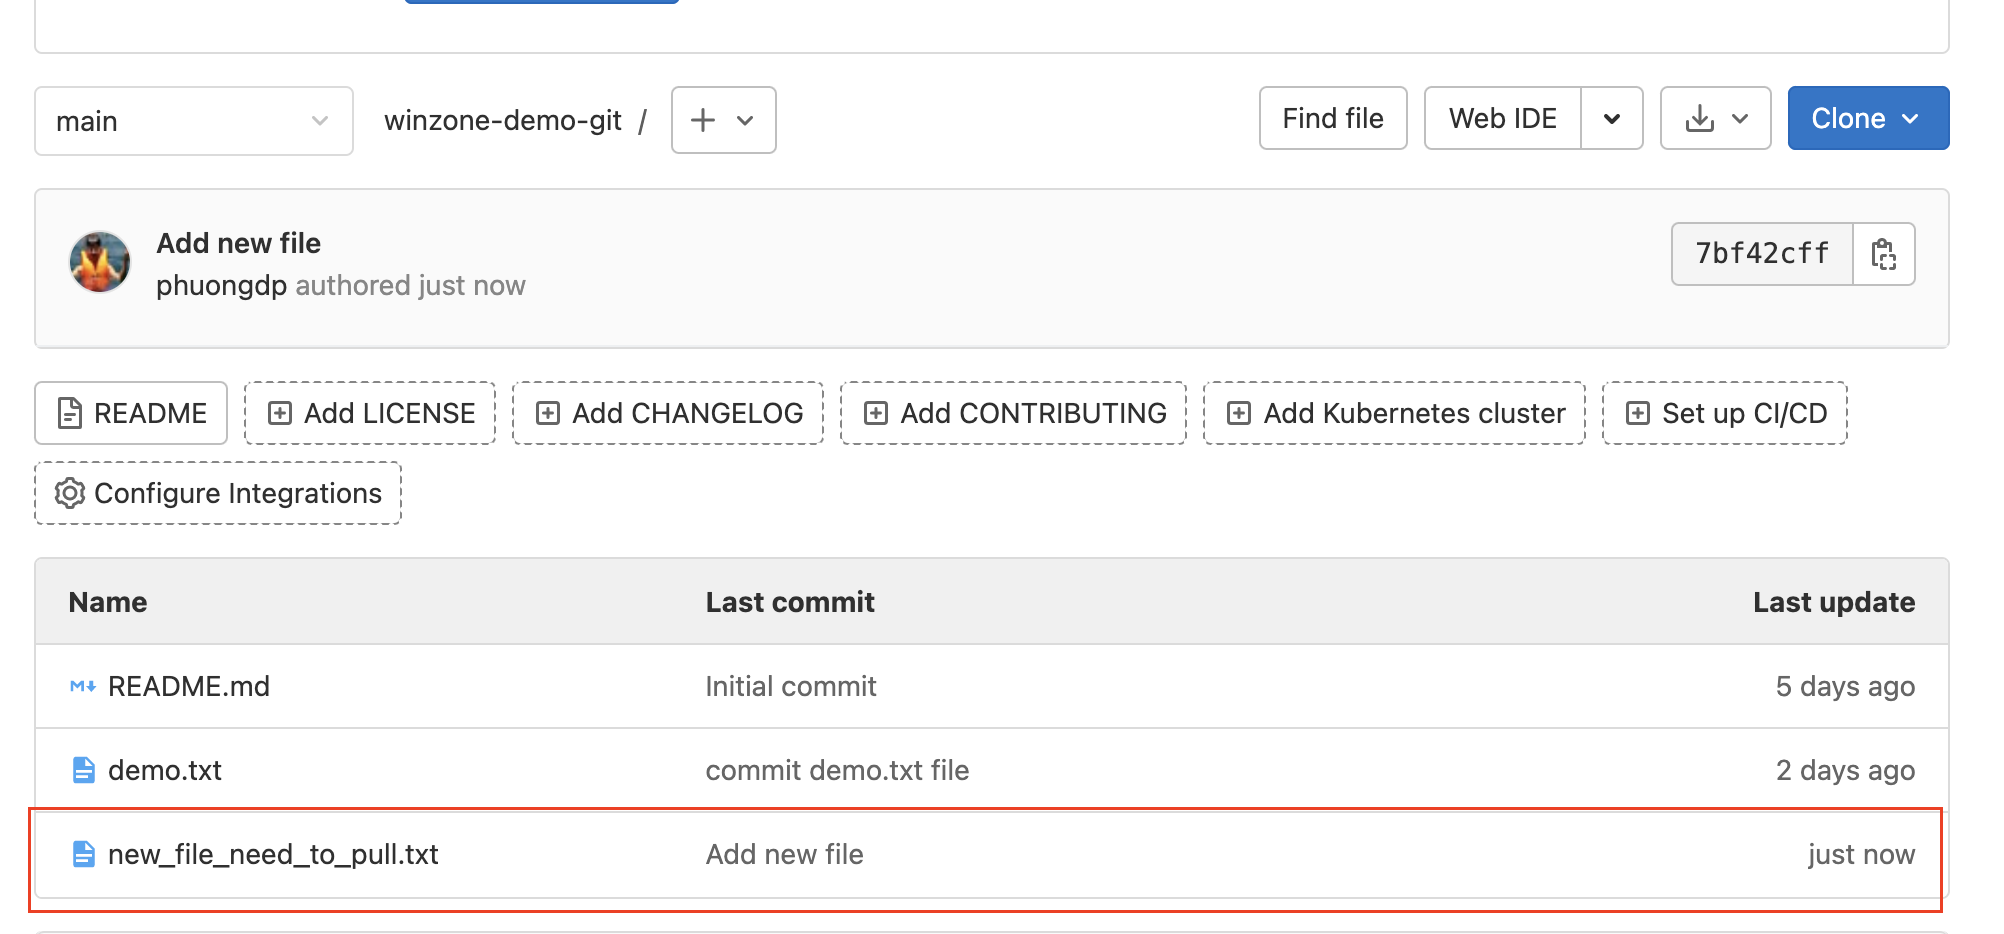 main winzone-demo-git / Find file Web IDE Clone
Add new file
phuongdp authored just now
7bf42cff
README Add LICENSE Add CHANGELOG Add CONTRIBUTING Add Kubernetes cluster Set up CI/CD
Configure Integrations
Name Last commit Last update
README.md Initial commit 5 days ago
demo.txt commit demo.txt file 2 days ago
new_file_need_to_pull.txt Add new file just now